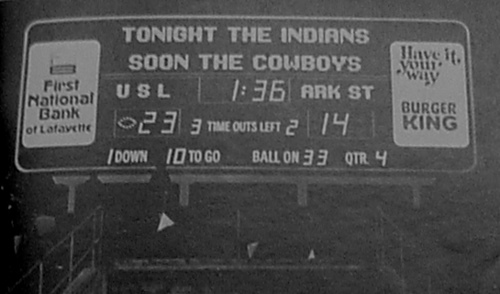 TONIGHT THE INDIANS
SOON THE COWBOYS
First
National
Bank
of Lafayette
USL 1:36 ARK ST
23 3 TIME OUTS LEFT 2 14
1 DOWN 10 TO GO BALL ON 33 QTR. 4
Have it
your
way
BURGER
KING